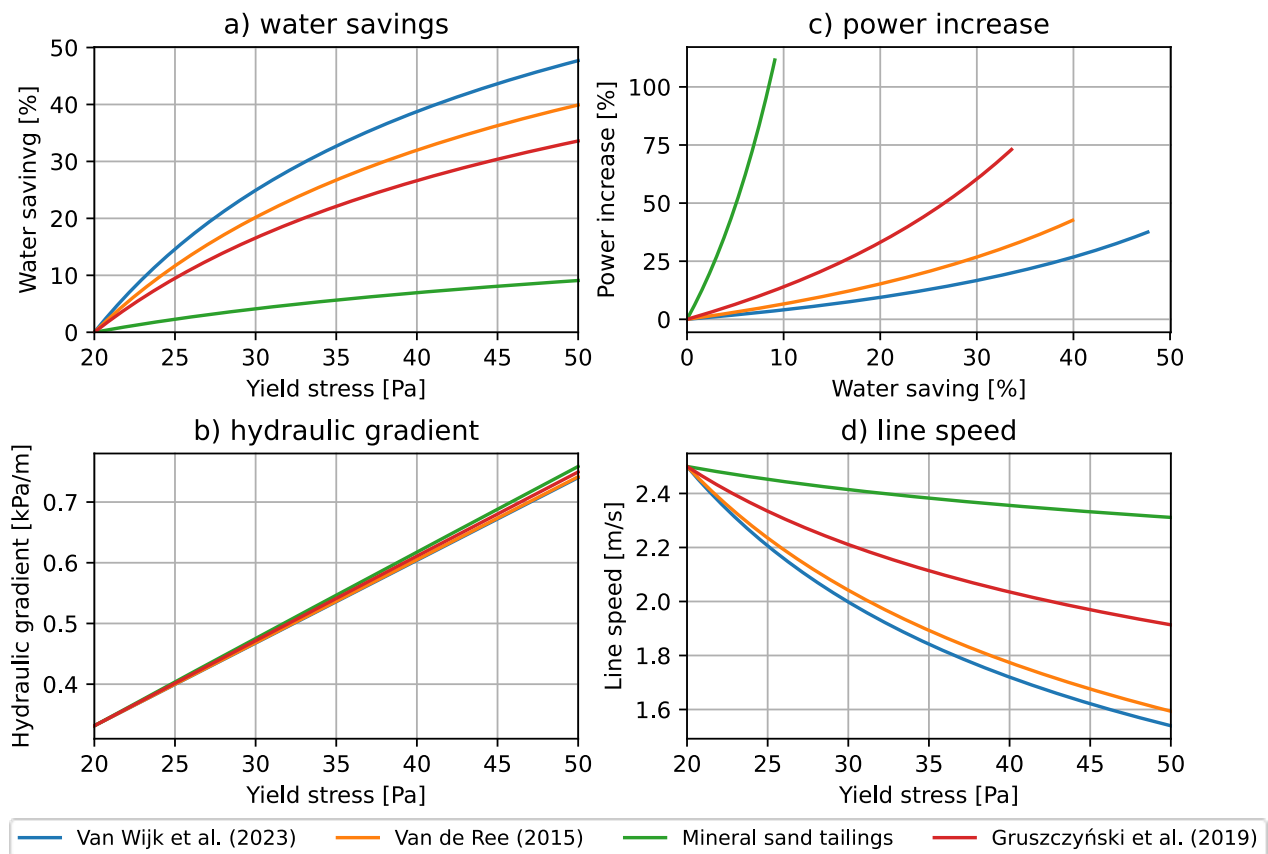 a) water savings
50
40
30
20
10
0
Water savinvg [%]
20 25 30 35 40 45 50
Yield stress [Pa]
c) power increase
100
75
50
25
0
Power increase [%]
0 10 20 30 40 50
Water saving [%]
b) hydraulic gradient
0.7
0.6
0.5
0.4
Hydraulic gradient [kPa/m]
20 25 30 35 40 45 50
Yield stress [Pa]
d) line speed
2.4
2.2
2.0
1.8
1.6
Line speed [m/s]
20 25 30 35 40 45 50
Yield stress [Pa]
Van Wijk et al. (2023) Van de Ree (2015) Mineral sand tailings Gruszczyński et al. (2019)